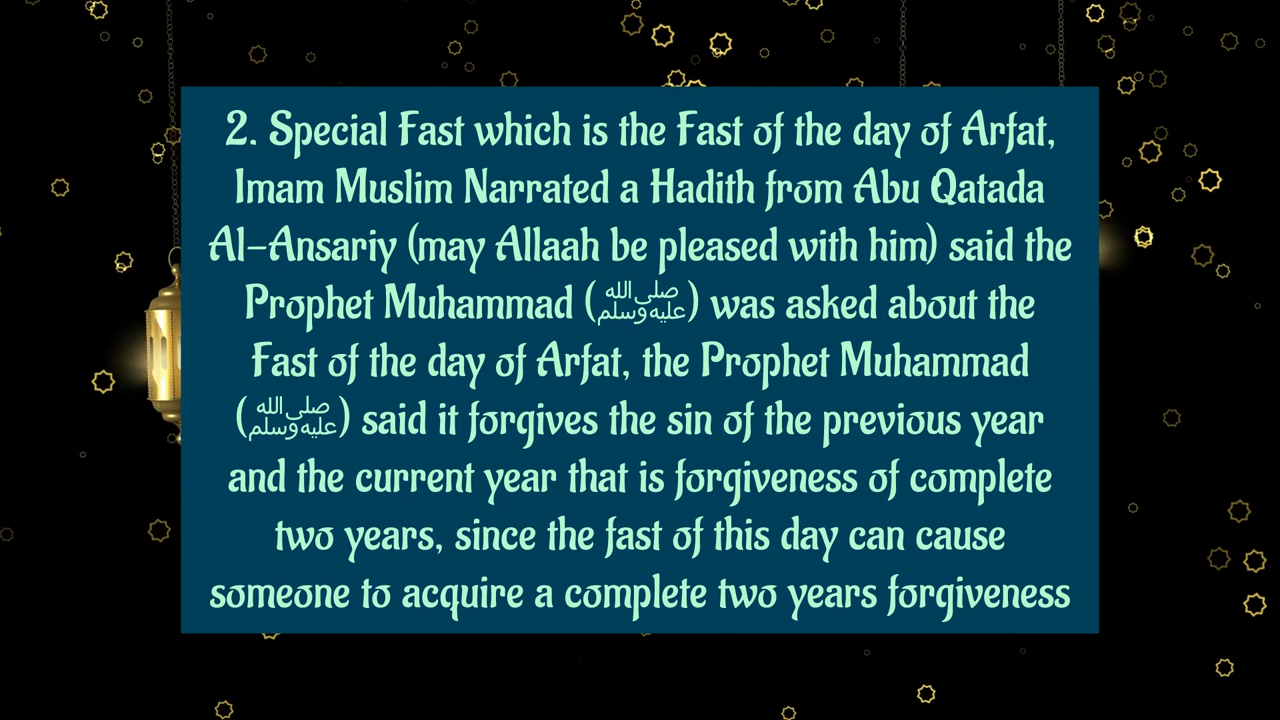 2. Special Fast which is the Fast of the day of Arfat,
Imam Muslim Narrated a Hadith from Abu Qatada
Al-Ansariy (may Allaah be pleased with him) said the
Prophet Muhammad (صلى الله عليه وسلم) was asked about the
Fast of the day of Arfat, the Prophet Muhammad
(صلى الله عليه وسلم) said it forgives the sin of the previous year
and the current year that is forgiveness of complete
two years, since the fast of this day can cause
someone to acquire a complete two years forgiveness